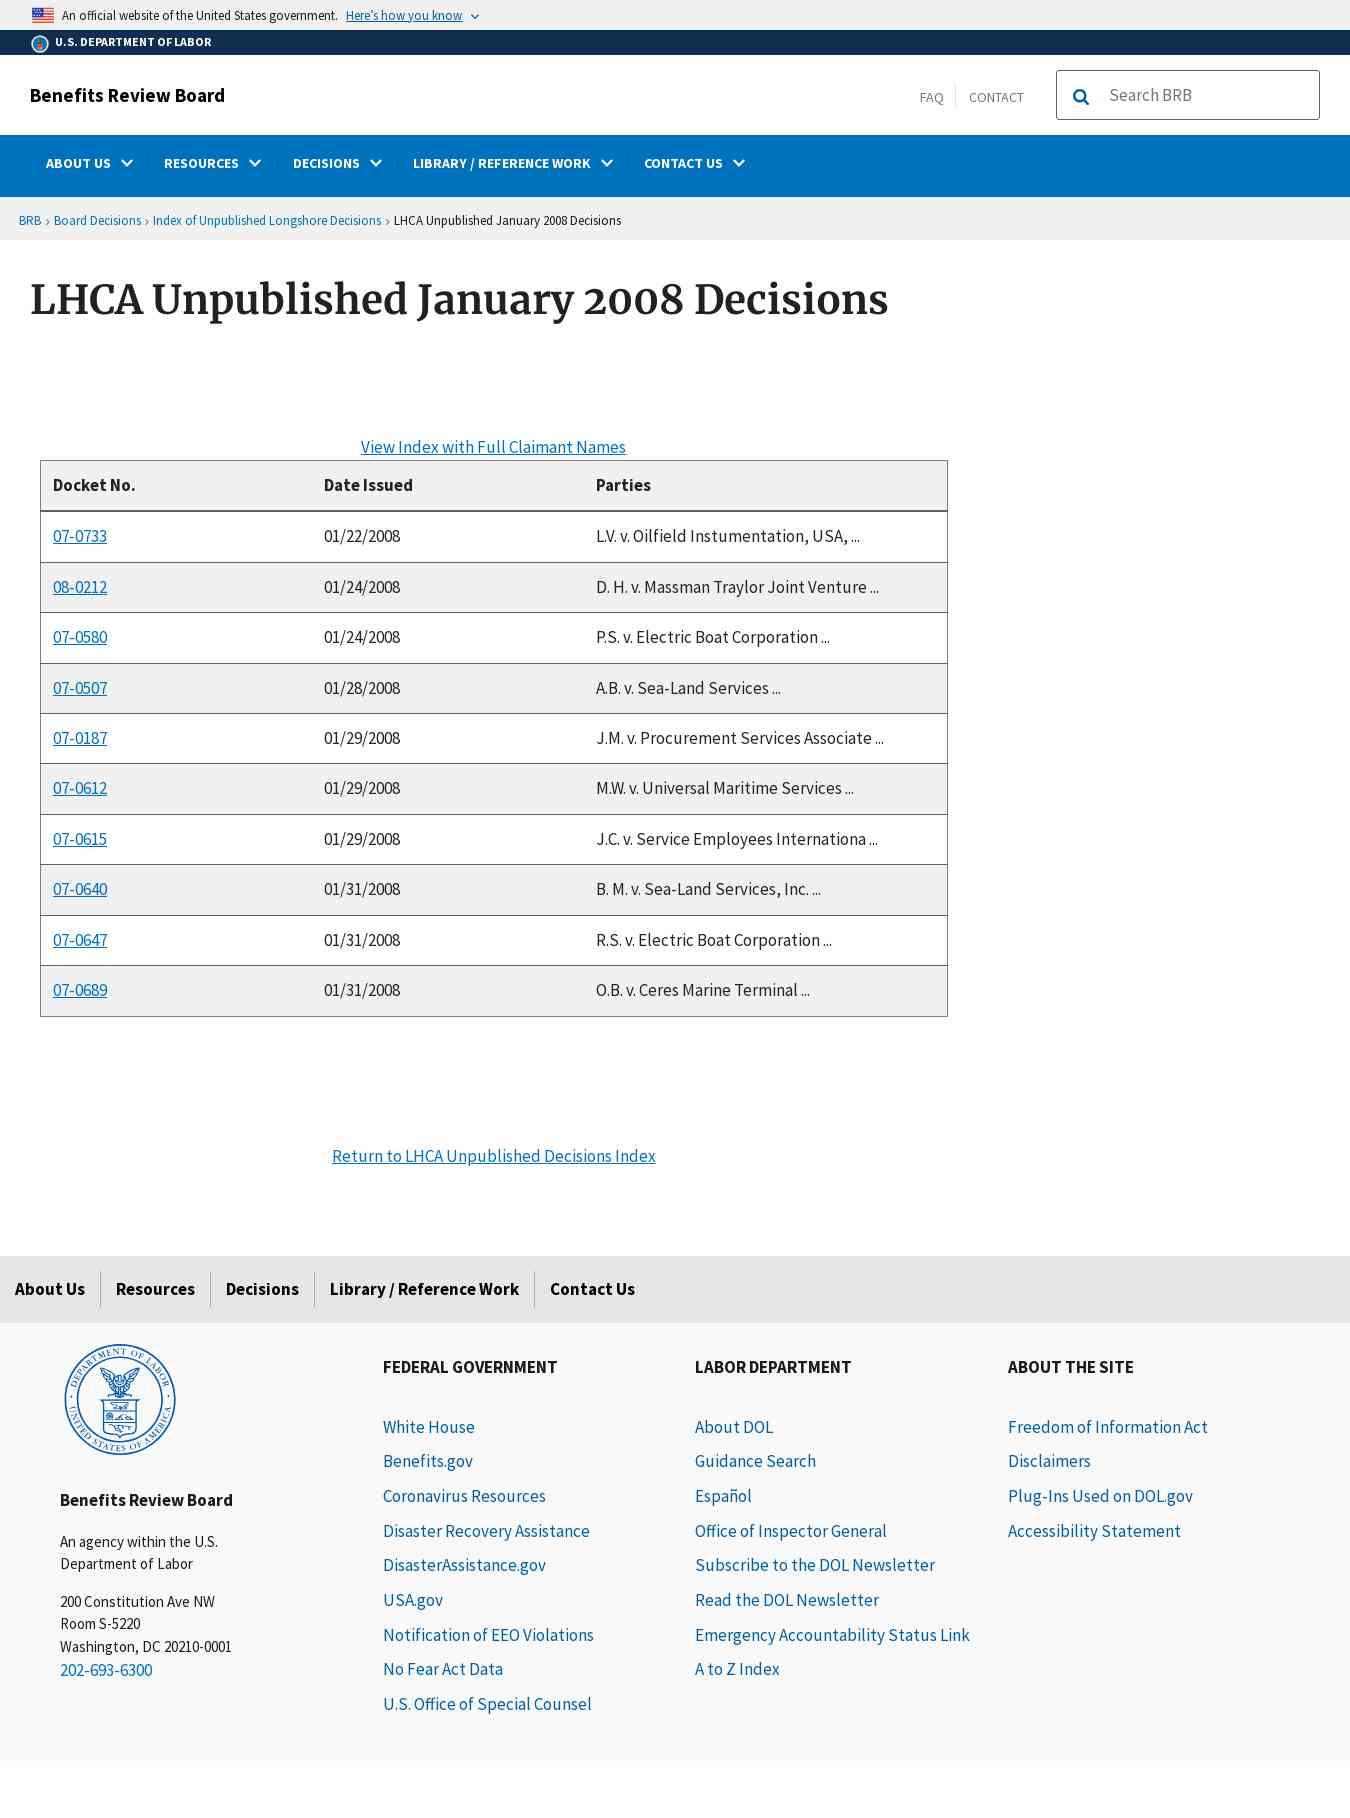 An official website of the United States government. Here's how you know
U.S. DEPARTMENT OF LABOR
Benefits Review Board
FAQ
CONTACT
Search BRB
ABOUT US
RESOURCES
DECISIONS
LIBRARY / REFERENCE WORK
CONTACT US
BRB › Board Decisions › Index of Unpublished Longshore Decisions › LHCA Unpublished January 2008 Decisions
LHCA Unpublished January 2008 Decisions
View Index with Full Claimant Names
Docket No. Date Issued Parties
07-0733 01/22/2008 L.V. v. Oilfield Instumentation, USA, ...
08-0212 01/24/2008 D. H. v. Massman Traylor Joint Venture ...
07-0580 01/24/2008 P.S. v. Electric Boat Corporation ...
07-0507 01/28/2008 A.B. v. Sea-Land Services ...
07-0187 01/29/2008 J.M. v. Procurement Services Associate ...
07-0612 01/29/2008 M.W. v. Universal Maritime Services ...
07-0615 01/29/2008 J.C. v. Service Employees Internationa ...
07-0640 01/31/2008 B. M. v. Sea-Land Services, Inc. ...
07-0647 01/31/2008 R.S. v. Electric Boat Corporation ...
07-0689 01/31/2008 O.B. v. Ceres Marine Terminal ...
Return to LHCA Unpublished Decisions Index
About Us
Resources
Decisions
Library / Reference Work
Contact Us
DEPARTMENT OF LABOR
UNITED STATES OF AMERICA
Benefits Review Board
An agency within the U.S.
Department of Labor
200 Constitution Ave NW
Room S-5220
Washington, DC 20210-0001
202-693-6300
FEDERAL GOVERNMENT
White House
Benefits.gov
Coronavirus Resources
Disaster Recovery Assistance
DisasterAssistance.gov
USA.gov
Notification of EEO Violations
No Fear Act Data
U.S. Office of Special Counsel
LABOR DEPARTMENT
About DOL
Guidance Search
Español
Office of Inspector General
Subscribe to the DOL Newsletter
Read the DOL Newsletter
Emergency Accountability Status Link
A to Z Index
ABOUT THE SITE
Freedom of Information Act
Disclaimers
Plug-Ins Used on DOL.gov
Accessibility Statement